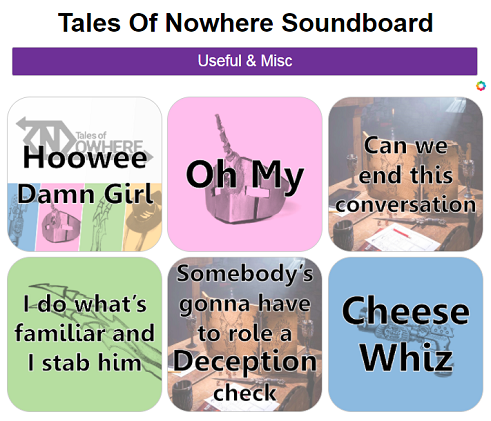 Tales Of Nowhere Soundboard
Useful & Misc
Tales of
NOWHERE
Hoowee
Damn Girl
Oh My
Can we
end this
conversation
I do what's
familiar and
I stab him
Somebody's
gonna have
to role a
Deception
check
Cheese
Whiz